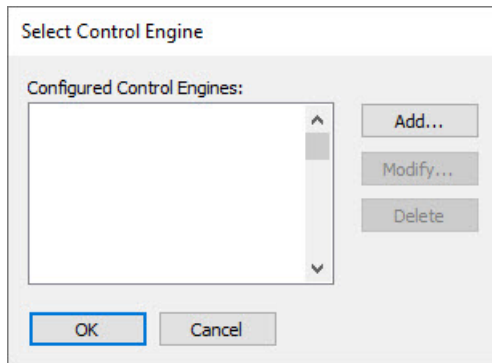 Select Control Engine
Configured Control Engines:
Add...
Modify...
Delete
OK
Cancel